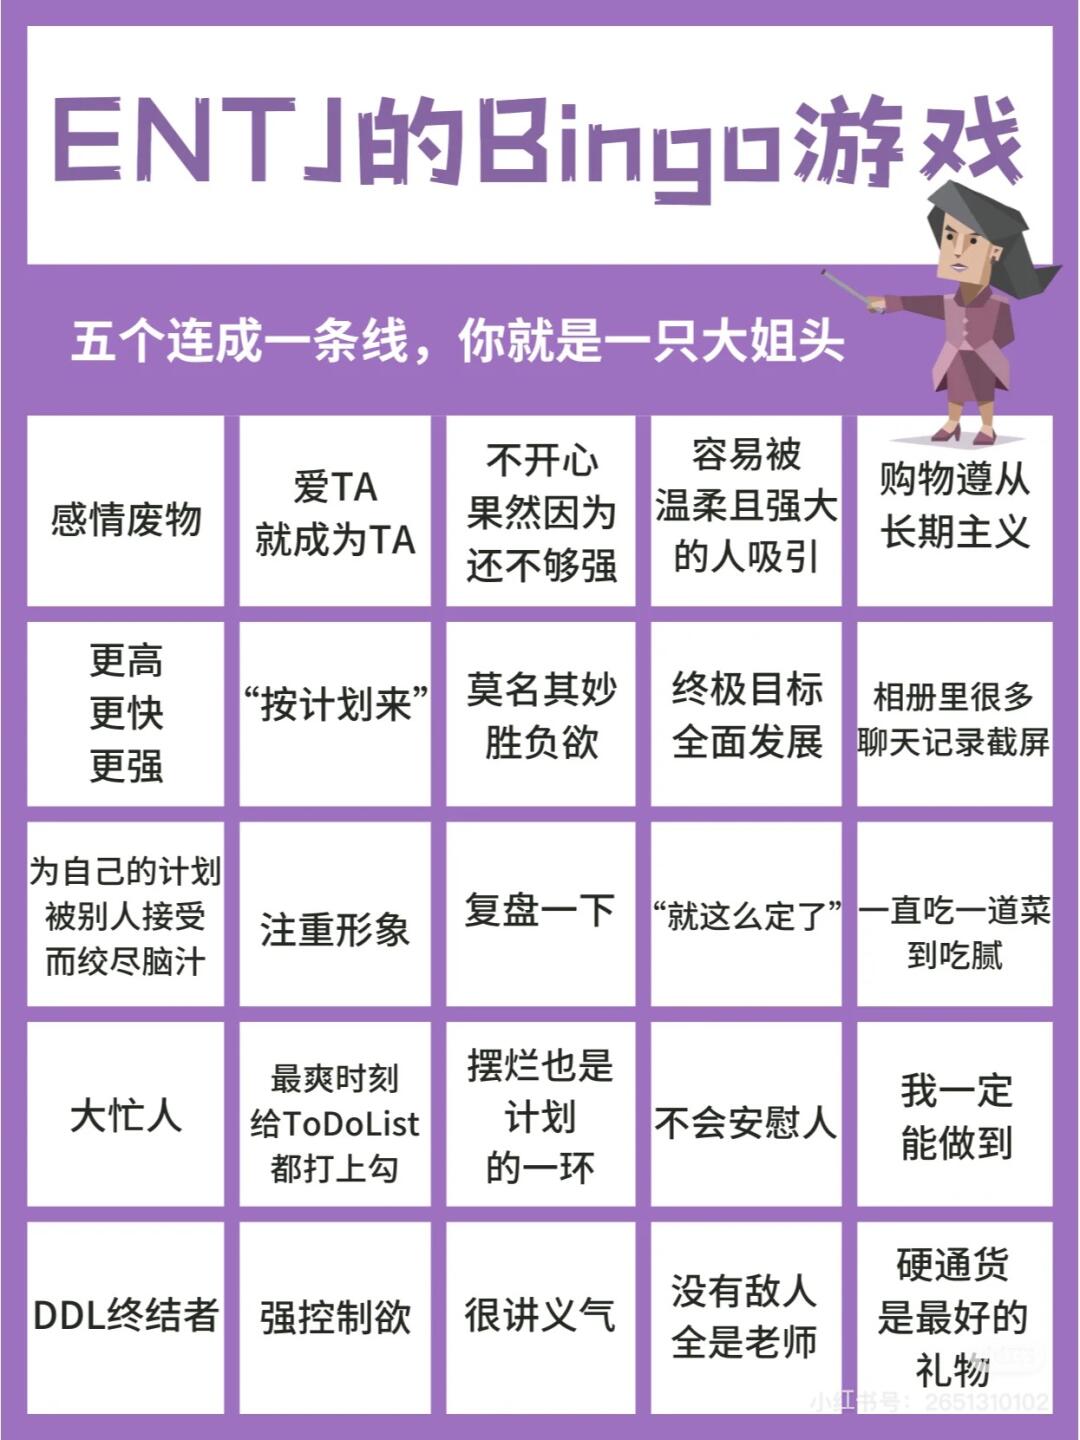 ENTJ的Bingo游戏
五个连成一条线，你就是一只大姐头
感情废物
爱TA
就成为TA
不开心
果然因为
还不够强
容易被
温柔且强大
的人吸引
购物遵从
长期主义
更高
更快
更强
“按计划来”
莫名其妙
胜负欲
终极目标
全面发展
相册里很多
聊天记录截屏
为自己的计划
被别人接受
而绞尽脑汁
注重形象
复盘一下
“就这么定了”
一直吃一道菜
到吃腻
大忙人
最爽时刻
给ToDoList
都打上勾
摆烂也是
计划
的一环
不会安慰人
我一定
能做到
DDL终结者
强控制欲
很讲义气
没有敌人
全是老师
硬通货
是最好的
礼物
小红书号：2651310102